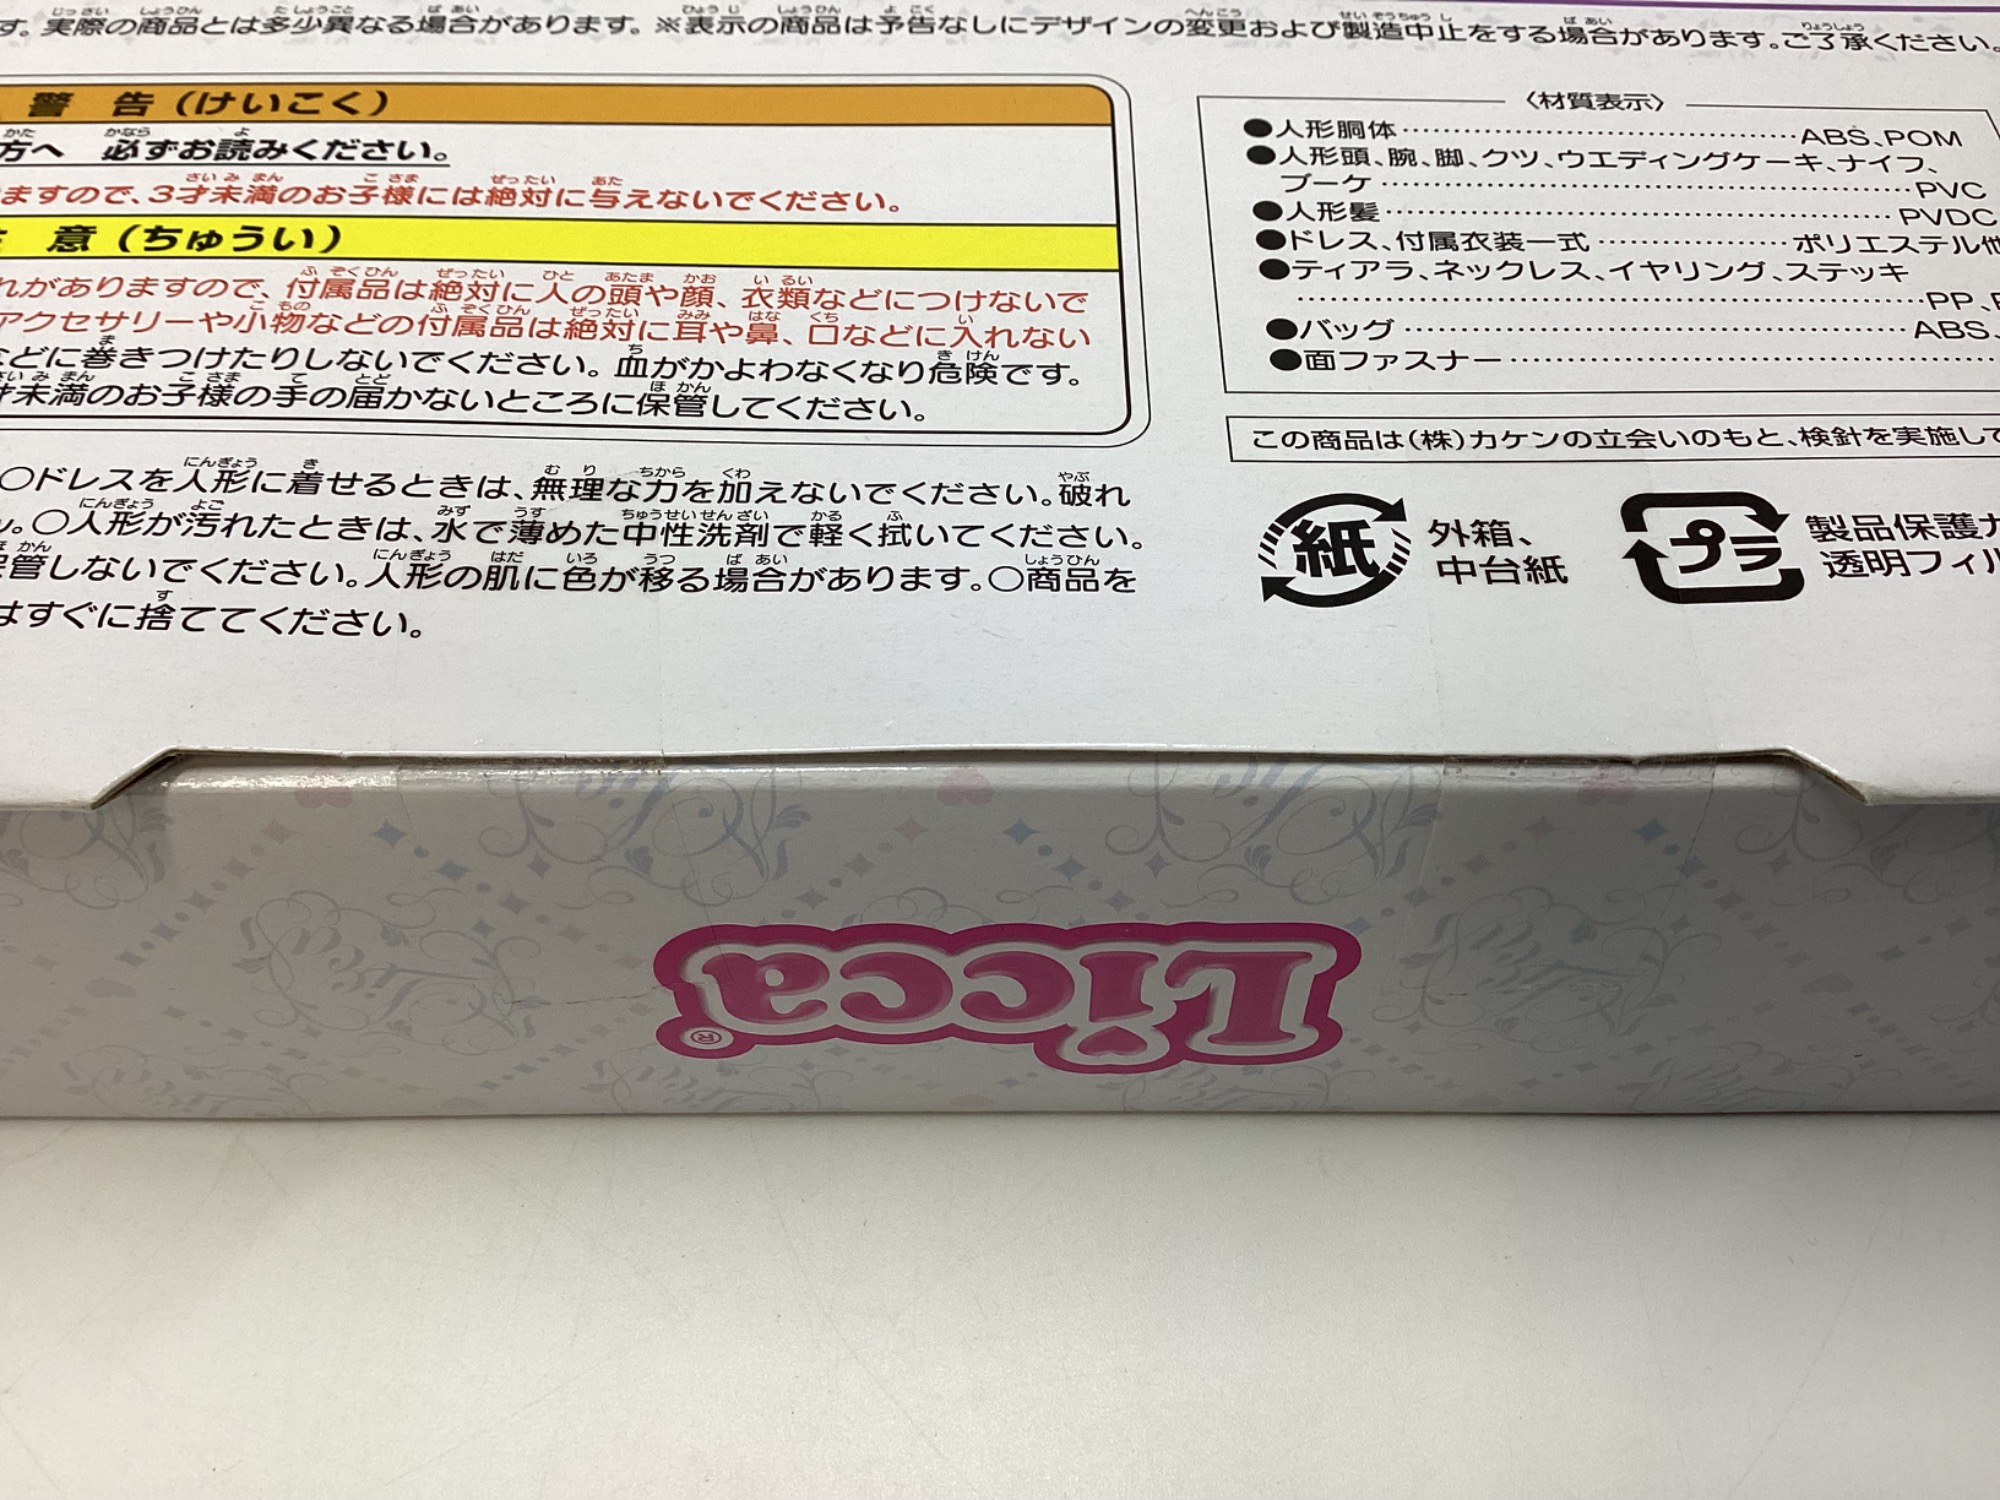 す。実際の商品とは多少異なる場合があります。※表示の商品は予告なしにデザインの変更および製造中止をする場合があります。ご了承ください。
警 告（けいこく）
方へ 必ずお読みください。
ますので、3才未満のお子様には絶対に与えないでください。
意（ちゅうい）
れがありますので、付属品は絶対に人の頭や顔、衣類などにつけないで
アクセサリーや小物などの付属品は絶対に耳や鼻、口などに入れない
などに巻きつけたりしないでください。血がかよわなくなり危険です。
才未満のお子様の手の届かないところに保管してください。
〇ドレスを人形に着せるときは、無理な力を加えないでください。破れ
〇人形が汚れたときは、水で薄めた中性洗剤で軽く拭いてください。
保管しないでください。人形の肌に色が移る場合があります。〇商品を
はすぐに捨ててください。
〈材質表示〉
●人形胴体……ABS、POM
●人形頭、腕、脚、クツ、ウエディングケーキ、ナイフ、
ブーケ……PVC
●人形髪……PVDC
●ドレス、付属衣装一式……ポリエステル他
●ティアラ、ネックレス、イヤリング、ステッキ
……PP、
●バッグ……ABS、
●面ファスナー……
この商品は（株）カケンの立会いのもと、検針を実施して
紙
外箱、
中台紙
プラ
製品保護カ
透明フィル
Licca®